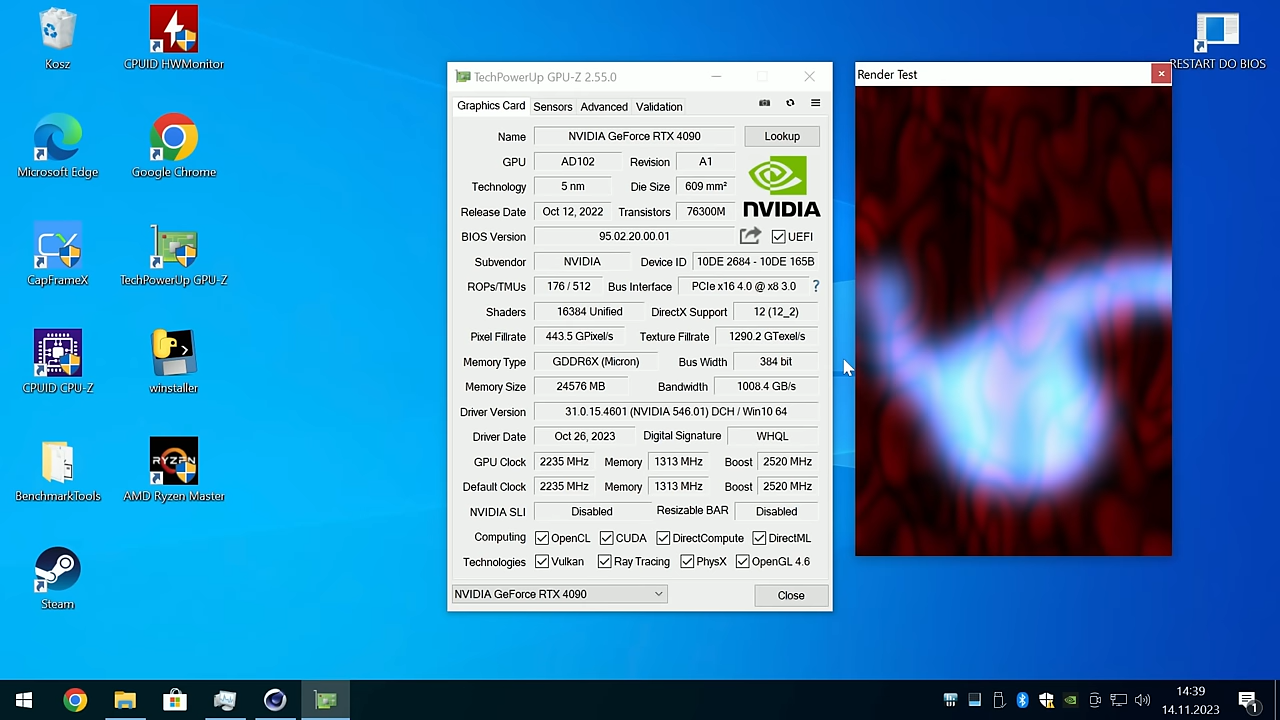 Kosz
CPUID HWMonitor
Microsoft Edge
Google Chrome
CX
CapFrameX
TechPowerUp GPU-Z
CPUID CPU-Z
winstaller
BenchmarkTools
RYZEN
AMD Ryzen Master
Steam
RESTART DO BIOS
TechPowerUp GPU-Z 2.55.0
Graphics Card Sensors Advanced Validation
Name NVIDIA GeForce RTX 4090 Lookup
GPU AD102 Revision A1
Technology 5 nm Die Size 609 mm²
Release Date Oct 12, 2022 Transistors 76300M
NVIDIA
BIOS Version 95.02.20.00.01 UEFI
Subvendor NVIDIA Device ID 10DE 2684 - 10DE 165B
ROPs/TMUs 176 / 512 Bus Interface PCIe x16 4.0 @ x8 3.0 ?
Shaders 16384 Unified DirectX Support 12 (12_2)
Pixel Fillrate 443.5 GPixel/s Texture Fillrate 1290.2 GTexel/s
Memory Type GDDR6X (Micron) Bus Width 384 bit
Memory Size 24576 MB Bandwidth 1008.4 GB/s
Driver Version 31.0.15.4601 (NVIDIA 546.01) DCH / Win10 64
Driver Date Oct 26, 2023 Digital Signature WHQL
GPU Clock 2235 MHz Memory 1313 MHz Boost 2520 MHz
Default Clock 2235 MHz Memory 1313 MHz Boost 2520 MHz
NVIDIA SLI Disabled Resizable BAR Disabled
Computing OpenCL CUDA DirectCompute DirectML
Technologies Vulkan Ray Tracing PhysX OpenGL 4.6
NVIDIA GeForce RTX 4090 Close
Render Test
14:39
14.11.2023
1